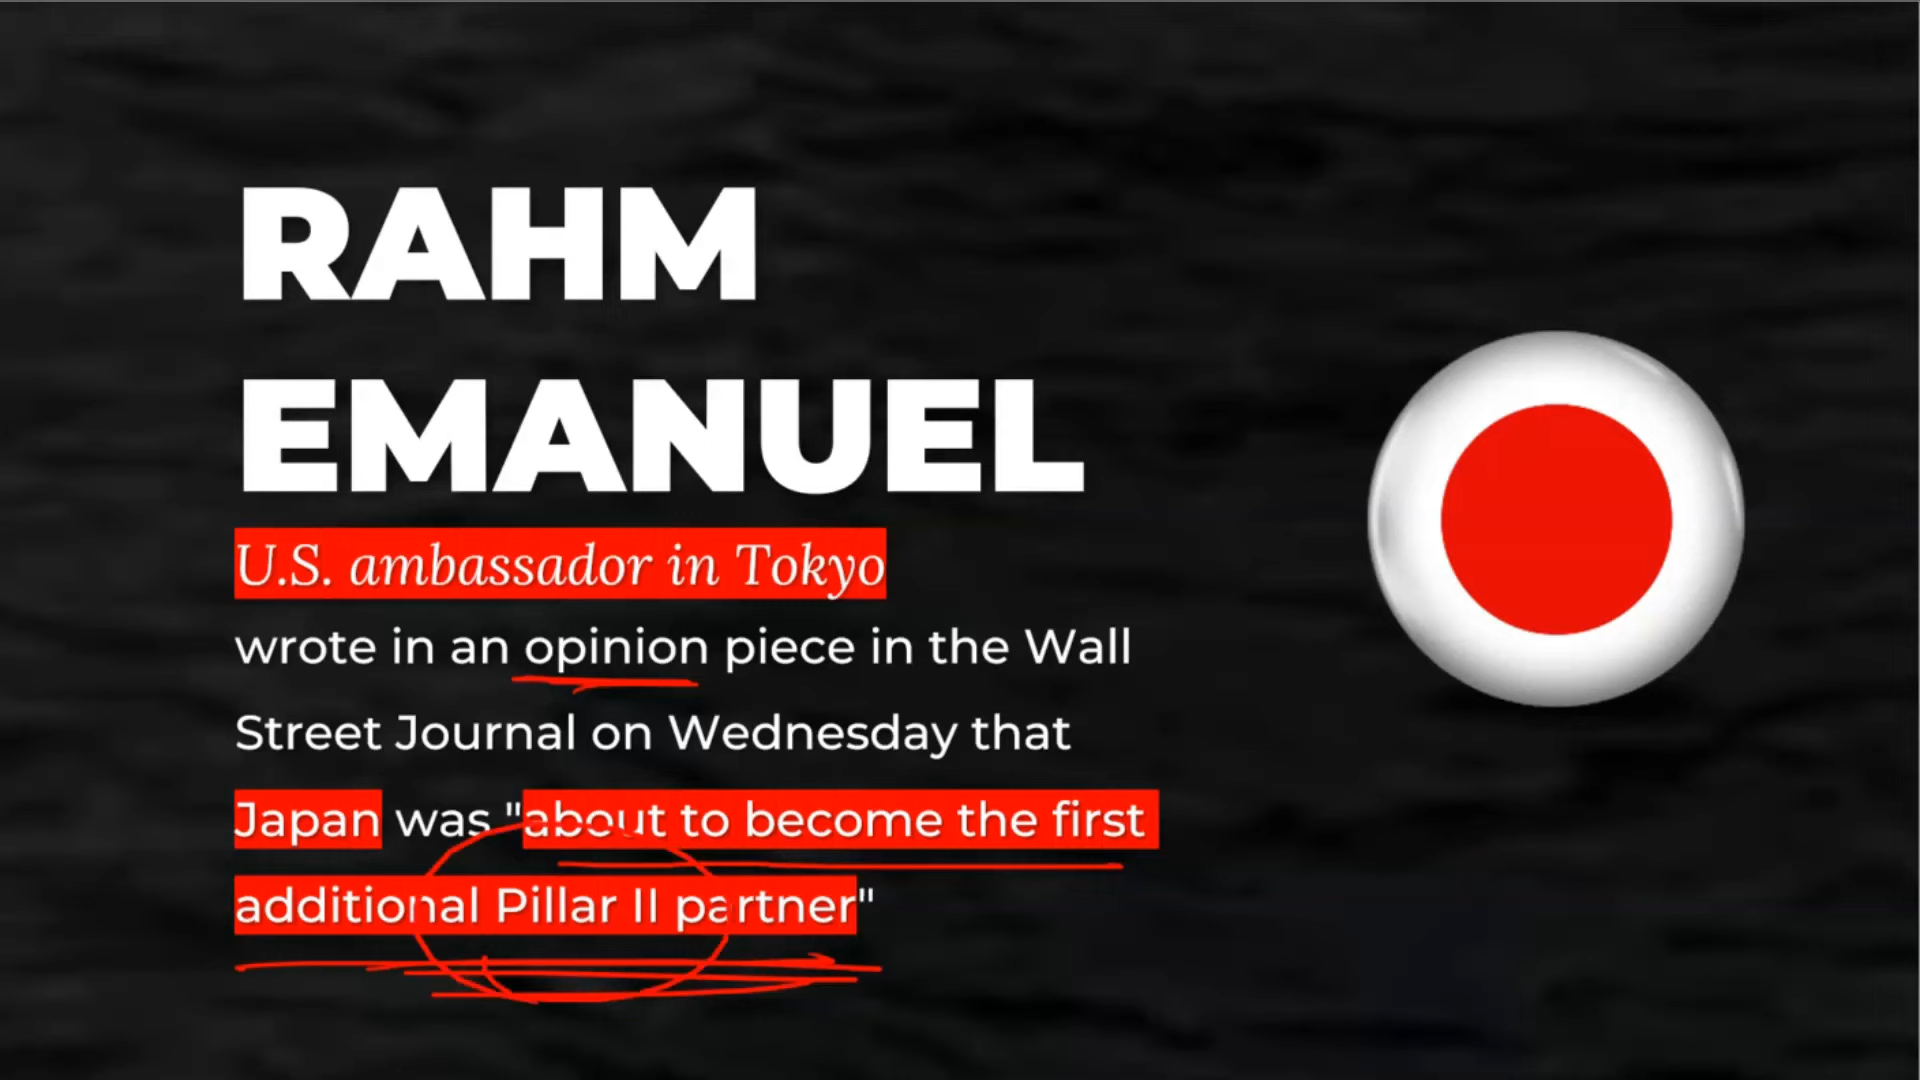 RAHM
EMANUEL
U.S. ambassador in Tokyo
wrote in an opinion piece in the Wall
Street Journal on Wednesday that
Japan was "about to become the first
additional Pillar II partner"